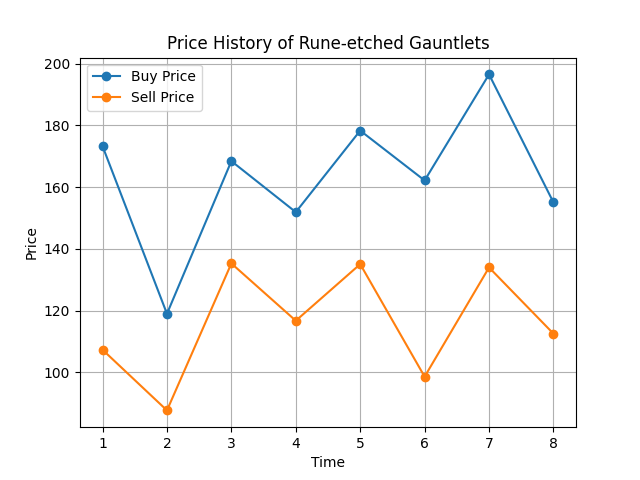 Price History of Rune-etched Gauntlets
Buy Price
Sell Price
200
180
160
140
120
100
Price
1 2 3 4 5 6 7 8
Time